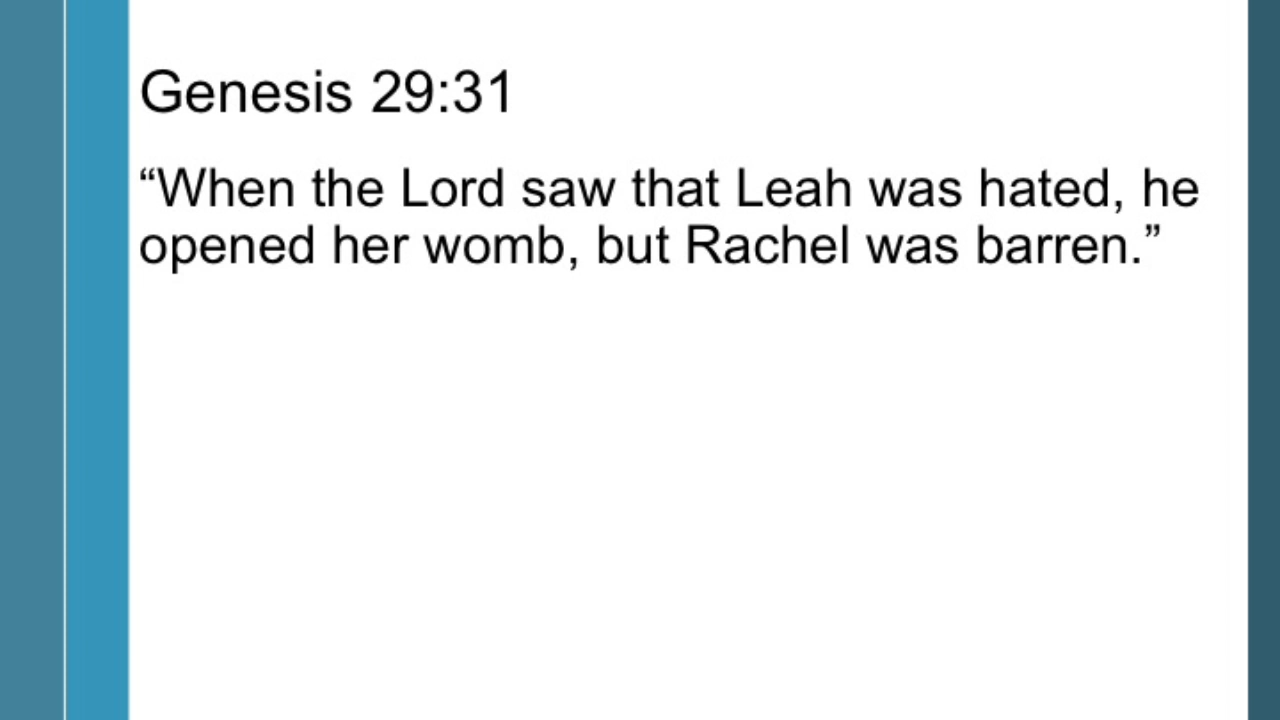 Genesis 29:31
“When the Lord saw that Leah was hated, he
opened her womb, but Rachel was barren.”